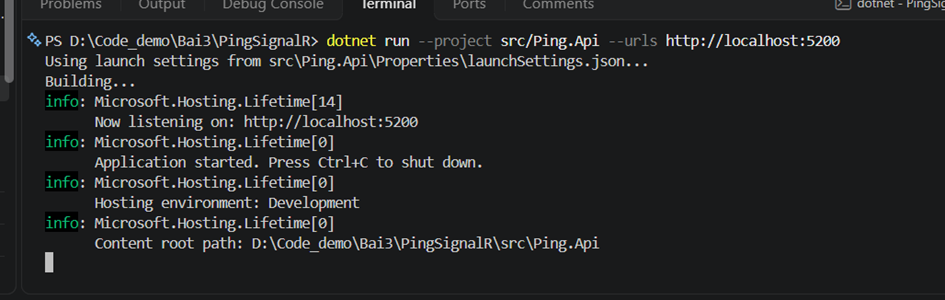 Problems Output Debug Console Terminal Ports Comments dotnet - PingSig
PS D:\Code_demo\Bai3\PingSignalR> dotnet run --project src/Ping.Api --urls http://localhost:5200
Using launch settings from src\Ping.Api\Properties\launchSettings.json...
Building...
info: Microsoft.Hosting.Lifetime[14]
Now listening on: http://localhost:5200
info: Microsoft.Hosting.Lifetime[0]
Application started. Press Ctrl+C to shut down.
info: Microsoft.Hosting.Lifetime[0]
Hosting environment: Development
info: Microsoft.Hosting.Lifetime[0]
Content root path: D:\Code_demo\Bai3\PingSignalR\src\Ping.Api